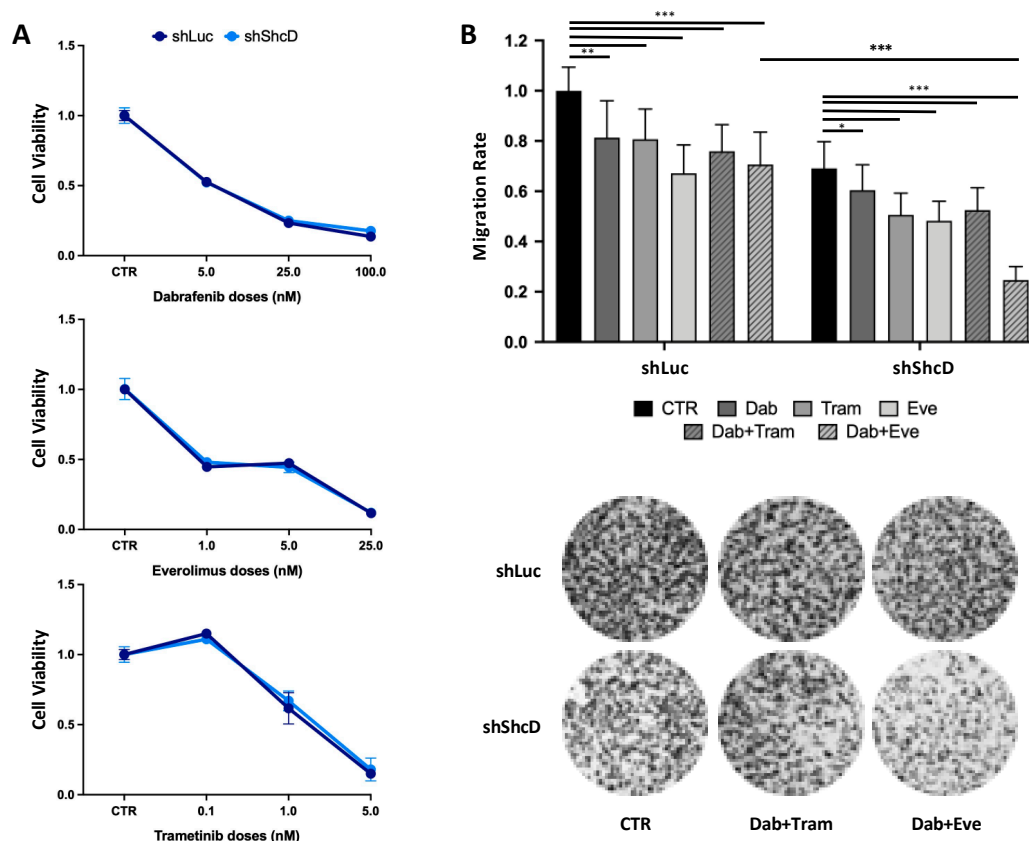 A
shLuc shShcD
1.5
1.0
0.5
0.0
Cell Viability
CTR 5.0 25.0 100.0
Dabrafenib doses (nM)
1.5
1.0
0.5
0.0
Cell Viability
CTR 1.0 5.0 25.0
Everolimus doses (nM)
1.5
1.0
0.5
0.0
Cell Viability
CTR 0.1 1.0 5.0
Trametinib doses (nM)
B
***
**
***
***
*
1.2
1.0
0.8
0.6
0.4
0.2
0.0
Migration Rate
shLuc shShcD
CTR Dab Tram Eve
Dab+Tram Dab+Eve
shLuc
shShcD
CTR Dab+Tram Dab+Eve